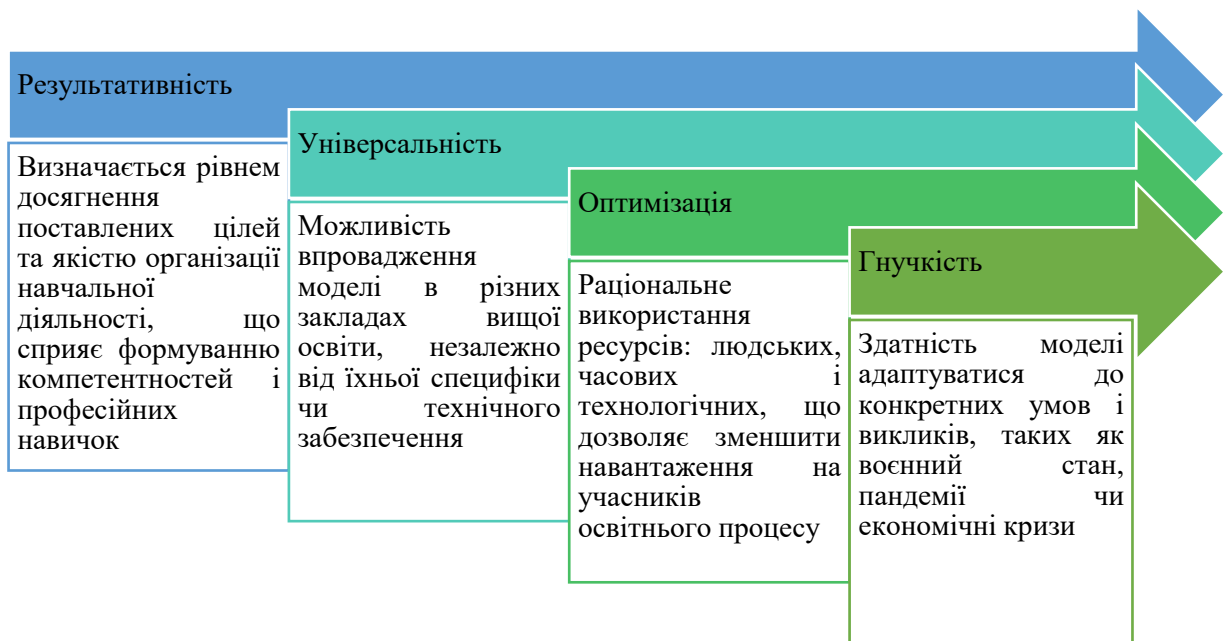 Результативність
Визначається рівнем
досягнення
поставлених цілей
та якістю організації
навчальної
діяльності, що
сприяє формуванню
компетентностей і
професійних
навичок
Універсальність
Можливість
впровадження
моделі в різних
закладах вищої
освіти, незалежно
від їхньої специфіки
чи технічного
забезпечення
Оптимізація
Раціональне
використання
ресурсів: людських,
часових і
технологічних, що
дозволяє зменшити
навантаження на
учасників
освітнього процесу
Гнучкість
Здатність моделі
адаптуватися до
конкретних умов і
викликів, таких як
воєнний стан,
пандемії чи
економічні кризи